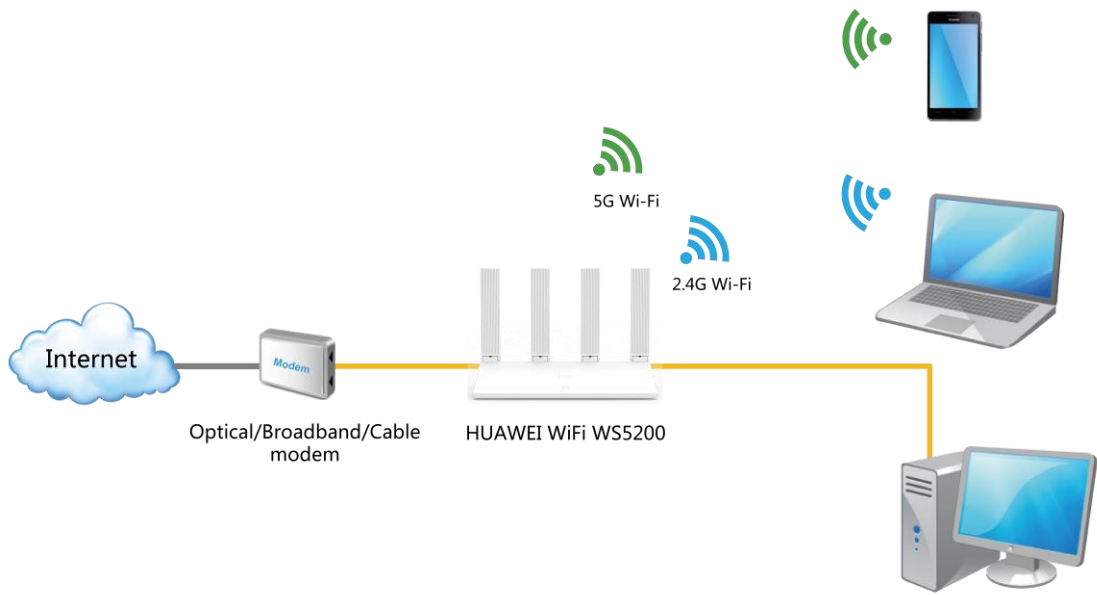 5G Wi-Fi
2.4G Wi-Fi
Internet
Modem
Optical/Broadband/Cable
modem
HUAWEI WiFi WS5200